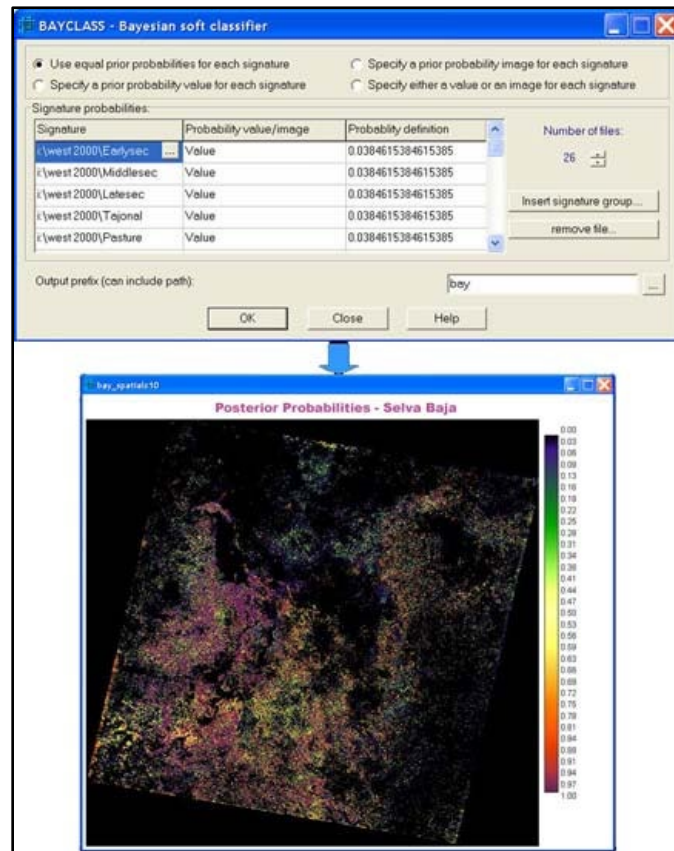 BAYCLASS - Bayesian soft classifier
Use equal prior probabilities for each signature
Specify a prior probability image for each signature
Specify a prior probability value for each signature
Specify either a value or an image for each signature
Signature probabilities:
Signature Probability value/image Probablity definition
i:\west 2000\Earlysec ... Value 0.0384615384615385
i:\west 2000\Middlesec Value 0.0384615384615385
i:\west 2000\Latesec Value 0.0384615384615385
i:\west 2000\Tajonal Value 0.0384615384615385
i:\west 2000\Pasture Value 0.0384615384615385
Number of files:
26
Insert signature group...
remove file...
Output prefix (can include path):
bay
...
OK Close Help
Posterior Probabilities - Selva Baja
0.00
0.03
0.06
0.09
0.13
0.16
0.19
0.22
0.25
0.28
0.31
0.34
0.38
0.41
0.44
0.47
0.50
0.53
0.56
0.59
0.63
0.66
0.69
0.72
0.75
0.78
0.81
0.84
0.88
0.91
0.94
0.97
1.00